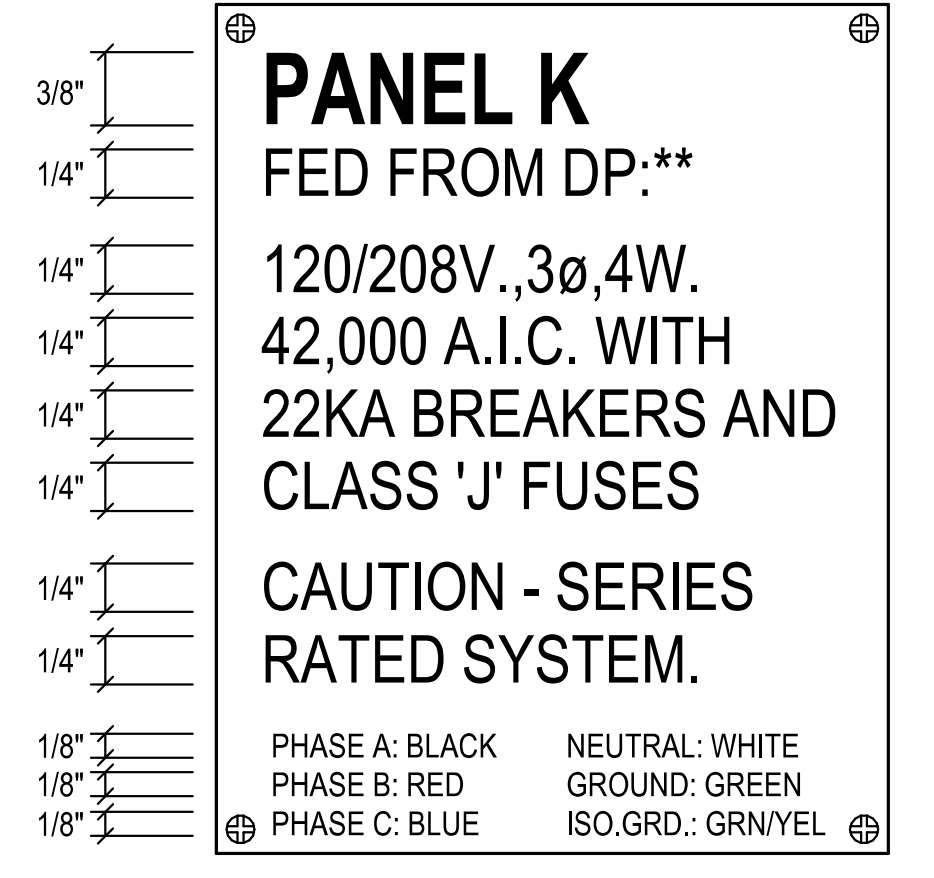 3/8" PANEL K
1/4" FED FROM DP:**
1/4" 120/208V.,3ø,4W.
1/4" 42,000 A.I.C. WITH
1/4" 22KA BREAKERS AND
1/4" CLASS 'J' FUSES
1/4" CAUTION - SERIES
1/4" RATED SYSTEM.
1/8" PHASE A: BLACK NEUTRAL: WHITE
1/8" PHASE B: RED GROUND: GREEN
1/8" PHASE C: BLUE ISO.GRD.: GRN/YEL